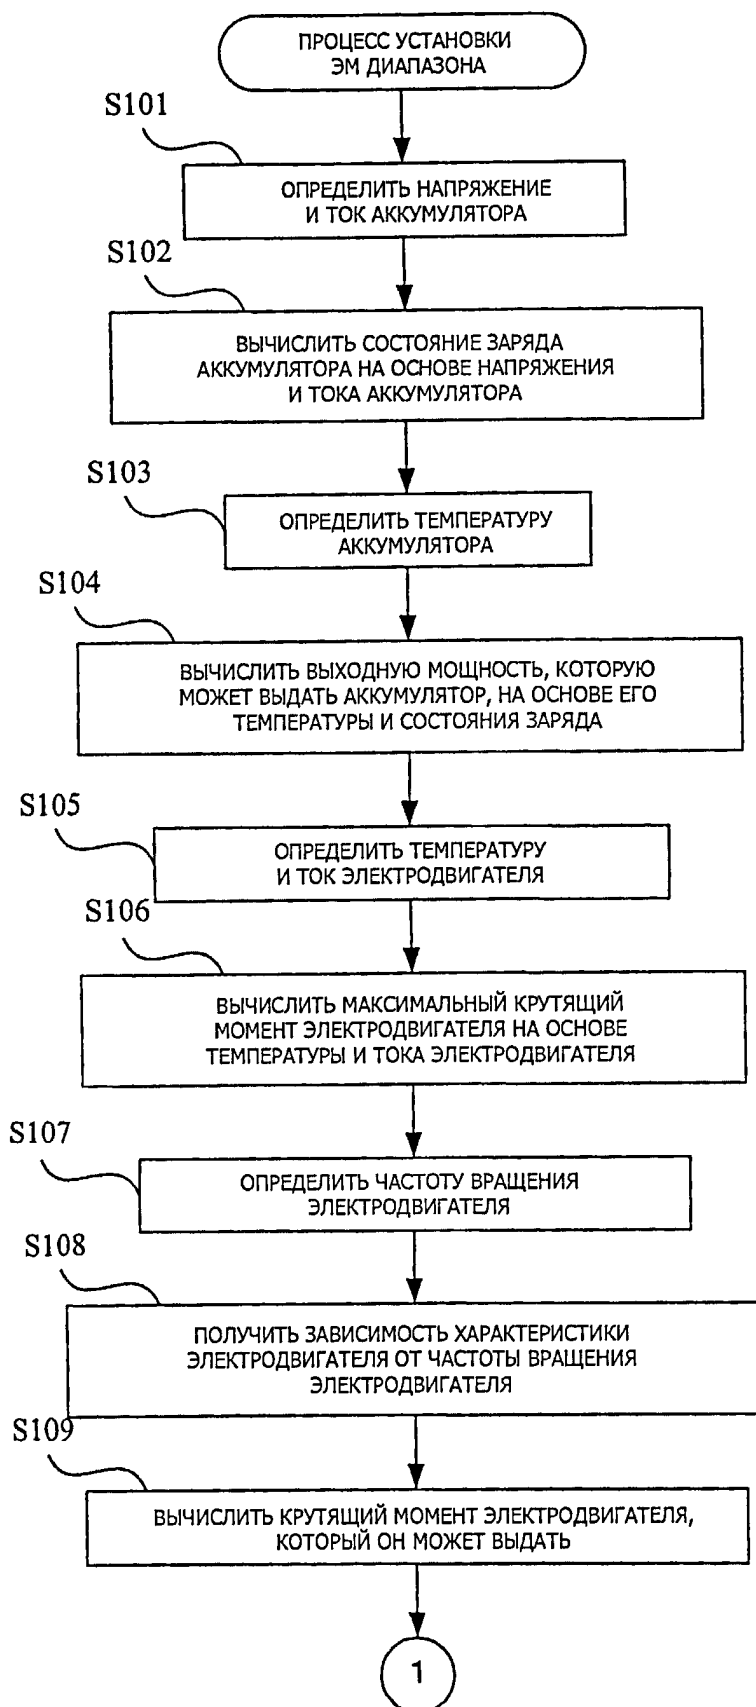 ПРОЦЕСС УСТАНОВКИ
ЭМ ДИАПАЗОНА
S101
ОПРЕДЕЛИТЬ НАПРЯЖЕНИЕ
И ТОК АККУМУЛЯТОРА
S102
ВЫЧИСЛИТЬ СОСТОЯНИЕ ЗАРЯДА
АККУМУЛЯТОРА НА ОСНОВЕ НАПРЯЖЕНИЯ
И ТОКА АККУМУЛЯТОРА
S103
ОПРЕДЕЛИТЬ ТЕМПЕРАТУРУ
АККУМУЛЯТОРА
S104
ВЫЧИСЛИТЬ ВЫХОДНУЮ МОЩНОСТЬ, КОТОРУЮ
МОЖЕТ ВЫДАТЬ АККУМУЛЯТОР, НА ОСНОВЕ ЕГО
ТЕМПЕРАТУРЫ И СОСТОЯНИЯ ЗАРЯДА
S105
ОПРЕДЕЛИТЬ ТЕМПЕРАТУРУ
И ТОК ЭЛЕКТРОДВИГАТЕЛЯ
S106
ВЫЧИСЛИТЬ МАКСИМАЛЬНЫЙ КРУТЯЩИЙ
МОМЕНТ ЭЛЕКТРОДВИГАТЕЛЯ НА ОСНОВЕ
ТЕМПЕРАТУРЫ И ТОКА ЭЛЕКТРОДВИГАТЕЛЯ
S107
ОПРЕДЕЛИТЬ ЧАСТОТУ ВРАЩЕНИЯ
ЭЛЕКТРОДВИГАТЕЛЯ
S108
ПОЛУЧИТЬ ЗАВИСИМОСТЬ ХАРАКТЕРИСТИКИ
ЭЛЕКТРОДВИГАТЕЛЯ ОТ ЧАСТОТЫ ВРАЩЕНИЯ
ЭЛЕКТРОДВИГАТЕЛЯ
S109
ВЫЧИСЛИТЬ КРУТЯЩИЙ МОМЕНТ ЭЛЕКТРОДВИГАТЕЛЯ,
КОТОРЫЙ ОН МОЖЕТ ВЫДАТЬ
1